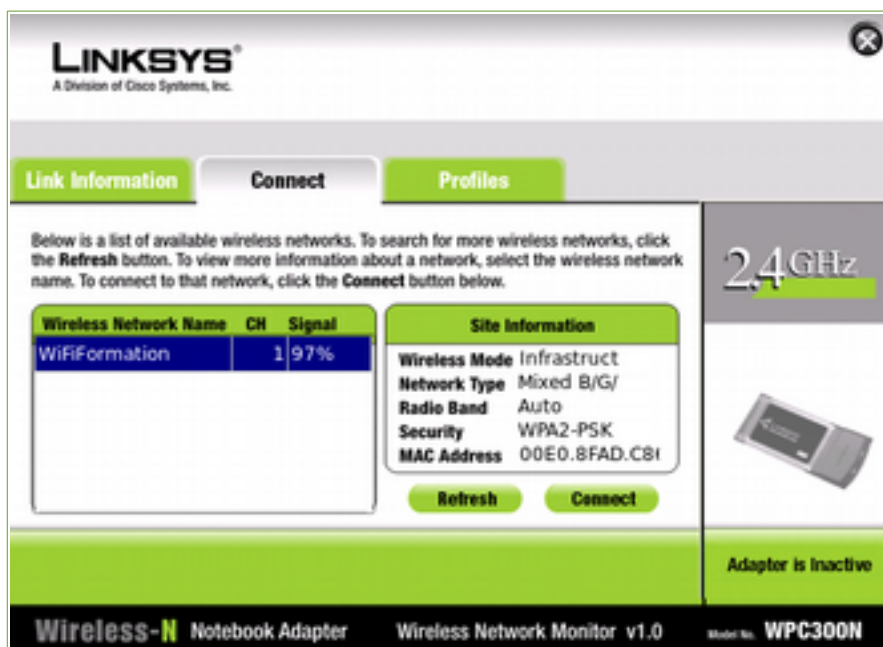 LINKSYS®
A Division of Cisco Systems, Inc.
Link Information
Connect
Profiles
Below is a list of available wireless networks. To search for more wireless networks, click
the Refresh button. To view more information about a network, select the wireless network
name. To connect to that network, click the Connect button below.
2.4GHz
Wireless Network Name CH Signal
WiFiFormation 1 97%
Site Information
Wireless Mode Infrastruct
Network Type Mixed B/G/
Radio Band Auto
Security WPA2-PSK
MAC Address 00E0.8FAD.C8
Refresh
Connect
Adapter is Inactive
Wireless-N Notebook Adapter Wireless Network Monitor v1.0 Model No. WPC300N